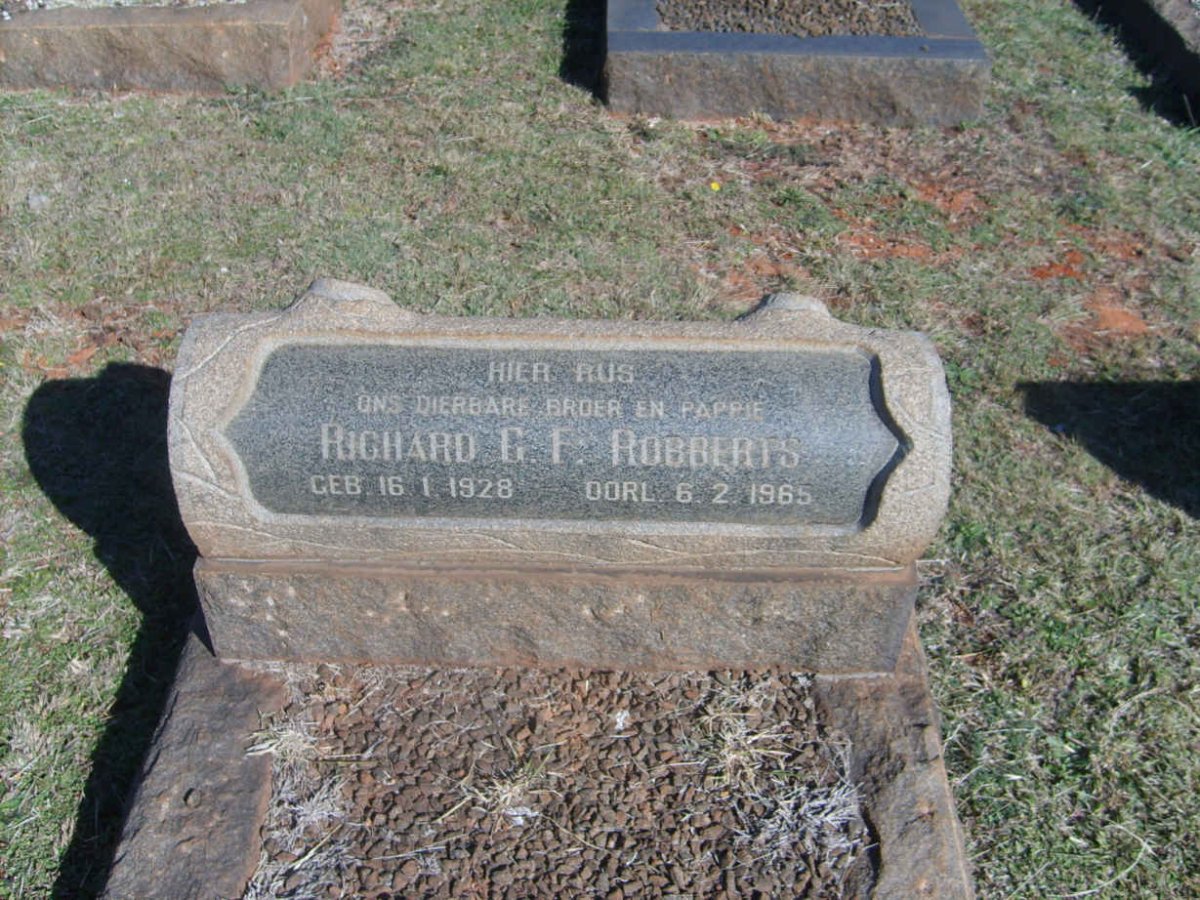 HIER RUS
ONS DIERBARE BROER EN PAPPIE
RICHARD G. F. ROBBERTS
GEB. 16. 1. 1928 OORL. 6. 2. 1965